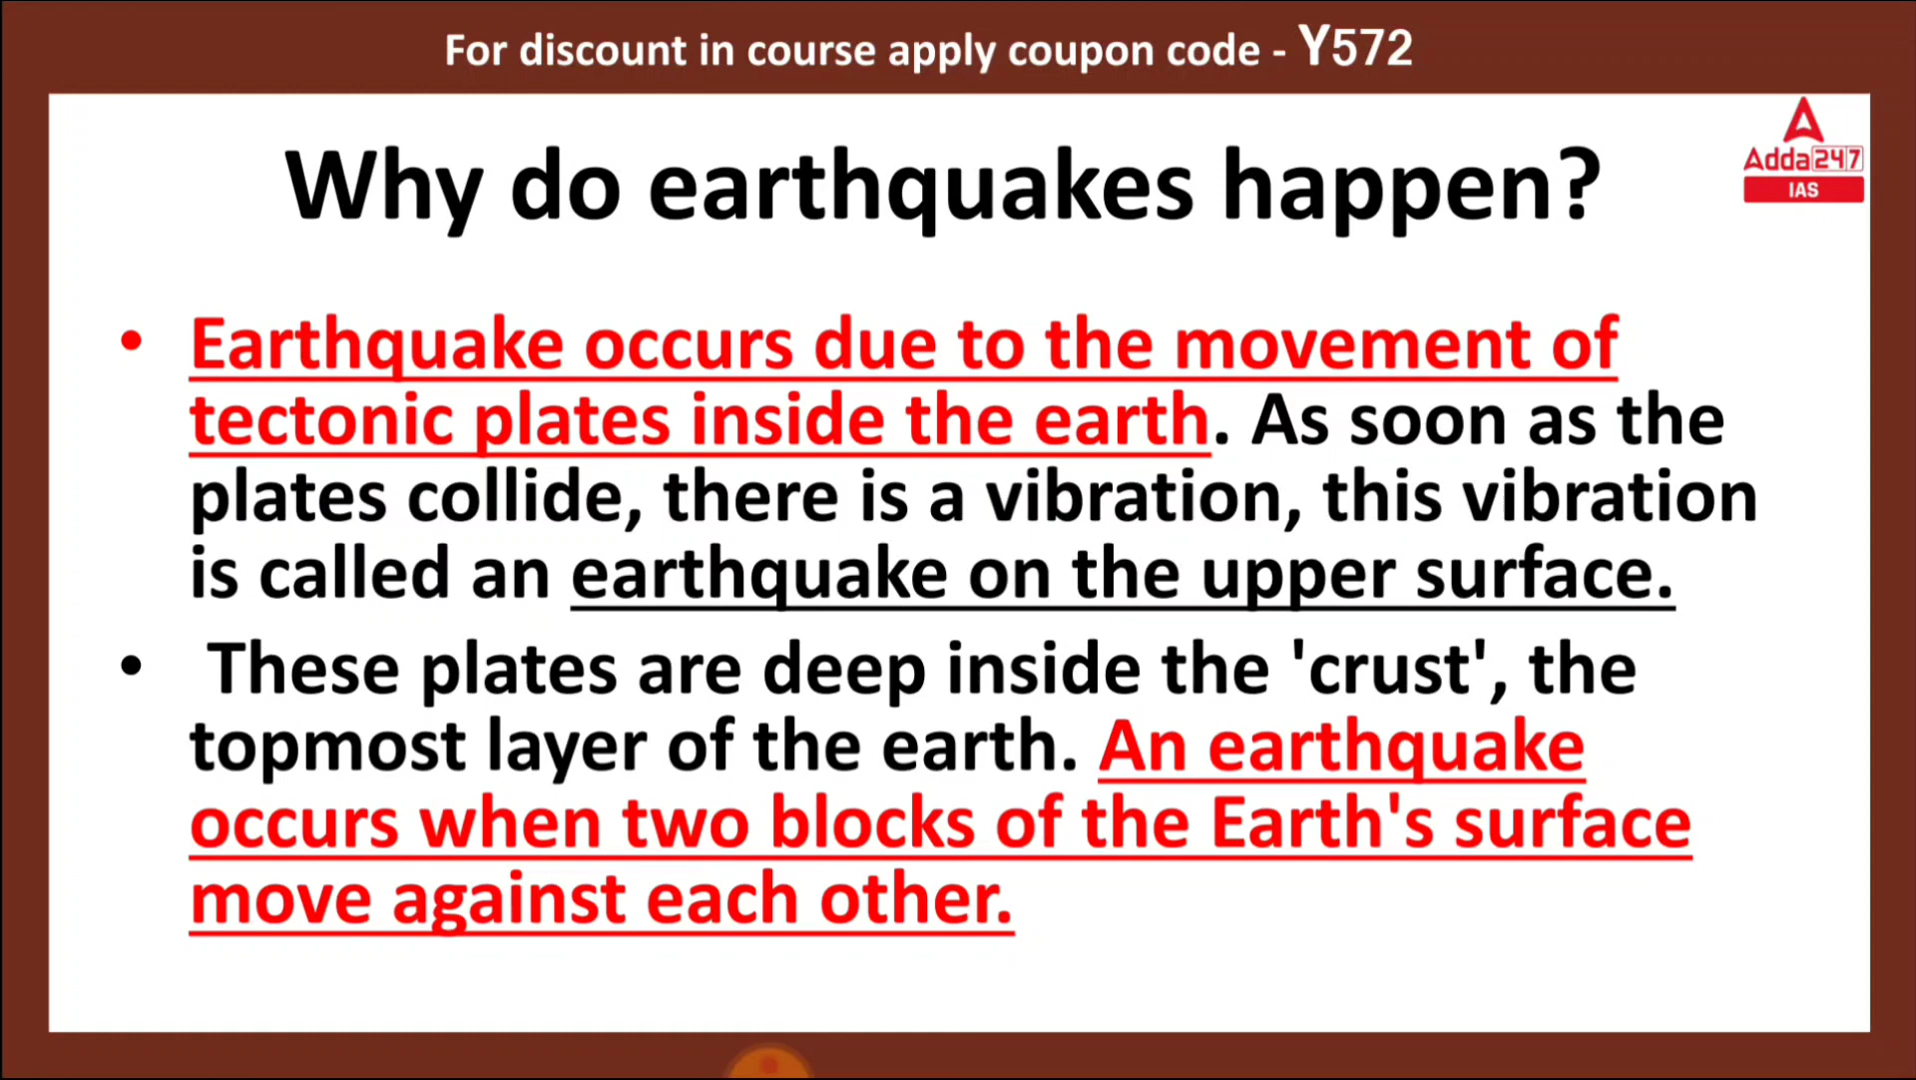 For discount in course apply coupon code - Y572
Adda247
IAS
Why do earthquakes happen?
• Earthquake occurs due to the movement of
tectonic plates inside the earth. As soon as the
plates collide, there is a vibration, this vibration
is called an earthquake on the upper surface.
• These plates are deep inside the 'crust', the
topmost layer of the earth. An earthquake
occurs when two blocks of the Earth's surface
move against each other.